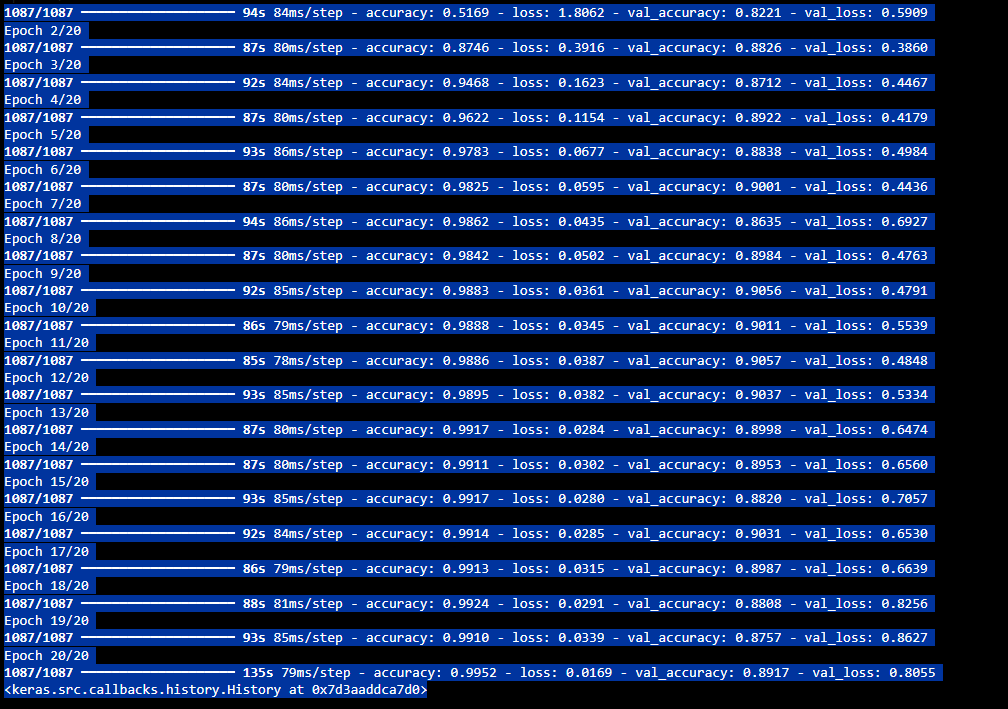 1087/1087 ━━━━━━━━━━━━━━━━━━━━ 94s 84ms/step - accuracy: 0.5169 - loss: 1.8062 - val_accuracy: 0.8221 - val_loss: 0.5909
Epoch 2/20
1087/1087 ━━━━━━━━━━━━━━━━━━━━ 87s 80ms/step - accuracy: 0.8746 - loss: 0.3916 - val_accuracy: 0.8826 - val_loss: 0.3860
Epoch 3/20
1087/1087 ━━━━━━━━━━━━━━━━━━━━ 92s 84ms/step - accuracy: 0.9468 - loss: 0.1623 - val_accuracy: 0.8712 - val_loss: 0.4467
Epoch 4/20
1087/1087 ━━━━━━━━━━━━━━━━━━━━ 87s 80ms/step - accuracy: 0.9622 - loss: 0.1154 - val_accuracy: 0.8922 - val_loss: 0.4179
Epoch 5/20
1087/1087 ━━━━━━━━━━━━━━━━━━━━ 93s 86ms/step - accuracy: 0.9783 - loss: 0.0677 - val_accuracy: 0.8838 - val_loss: 0.4984
Epoch 6/20
1087/1087 ━━━━━━━━━━━━━━━━━━━━ 87s 80ms/step - accuracy: 0.9825 - loss: 0.0595 - val_accuracy: 0.9001 - val_loss: 0.4436
Epoch 7/20
1087/1087 ━━━━━━━━━━━━━━━━━━━━ 94s 86ms/step - accuracy: 0.9862 - loss: 0.0435 - val_accuracy: 0.8635 - val_loss: 0.6927
Epoch 8/20
1087/1087 ━━━━━━━━━━━━━━━━━━━━ 87s 80ms/step - accuracy: 0.9842 - loss: 0.0502 - val_accuracy: 0.8984 - val_loss: 0.4763
Epoch 9/20
1087/1087 ━━━━━━━━━━━━━━━━━━━━ 92s 85ms/step - accuracy: 0.9883 - loss: 0.0361 - val_accuracy: 0.9056 - val_loss: 0.4791
Epoch 10/20
1087/1087 ━━━━━━━━━━━━━━━━━━━━ 86s 79ms/step - accuracy: 0.9888 - loss: 0.0345 - val_accuracy: 0.9011 - val_loss: 0.5539
Epoch 11/20
1087/1087 ━━━━━━━━━━━━━━━━━━━━ 85s 78ms/step - accuracy: 0.9886 - loss: 0.0387 - val_accuracy: 0.9057 - val_loss: 0.4848
Epoch 12/20
1087/1087 ━━━━━━━━━━━━━━━━━━━━ 93s 85ms/step - accuracy: 0.9895 - loss: 0.0382 - val_accuracy: 0.9037 - val_loss: 0.5334
Epoch 13/20
1087/1087 ━━━━━━━━━━━━━━━━━━━━ 87s 80ms/step - accuracy: 0.9917 - loss: 0.0284 - val_accuracy: 0.8998 - val_loss: 0.6474
Epoch 14/20
1087/1087 ━━━━━━━━━━━━━━━━━━━━ 87s 80ms/step - accuracy: 0.9911 - loss: 0.0302 - val_accuracy: 0.8953 - val_loss: 0.6560
Epoch 15/20
1087/1087 ━━━━━━━━━━━━━━━━━━━━ 93s 85ms/step - accuracy: 0.9917 - loss: 0.0280 - val_accuracy: 0.8820 - val_loss: 0.7057
Epoch 16/20
1087/1087 ━━━━━━━━━━━━━━━━━━━━ 92s 84ms/step - accuracy: 0.9914 - loss: 0.0285 - val_accuracy: 0.9031 - val_loss: 0.6530
Epoch 17/20
1087/1087 ━━━━━━━━━━━━━━━━━━━━ 86s 79ms/step - accuracy: 0.9913 - loss: 0.0315 - val_accuracy: 0.8987 - val_loss: 0.6639
Epoch 18/20
1087/1087 ━━━━━━━━━━━━━━━━━━━━ 88s 81ms/step - accuracy: 0.9924 - loss: 0.0291 - val_accuracy: 0.8808 - val_loss: 0.8256
Epoch 19/20
1087/1087 ━━━━━━━━━━━━━━━━━━━━ 93s 85ms/step - accuracy: 0.9910 - loss: 0.0339 - val_accuracy: 0.8757 - val_loss: 0.8627
Epoch 20/20
1087/1087 ━━━━━━━━━━━━━━━━━━━━ 135s 79ms/step - accuracy: 0.9952 - loss: 0.0169 - val_accuracy: 0.8917 - val_loss: 0.8055
<keras.src.callbacks.history.History at 0x7d3aaddca7d0>